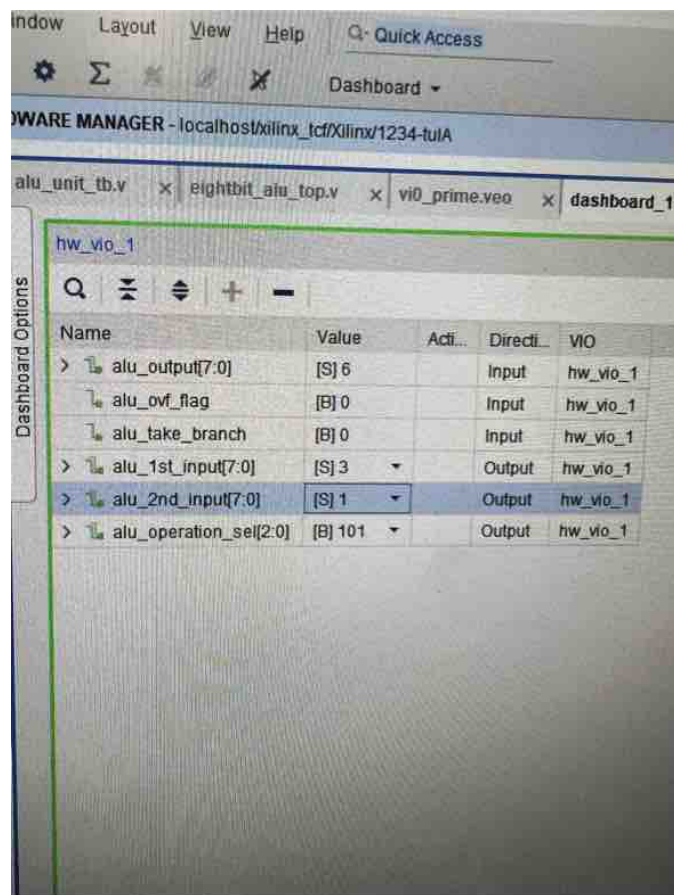 indow Layout View Help Quick Access
Σ Dashboard
DWARE MANAGER - localhost/xilinx_tcf/Xilinx/1234-tulA
alu_unit_tb.v × eightbit_alu_top.v × vi0_prime.veo × dashboard_1
Dashboard Options
hw_vio_1
Name Value Acti... Directi... VIO
alu_output[7:0] [S] 6 Input hw_vio_1
alu_ovf_flag [B] 0 Input hw_vio_1
alu_take_branch [B] 0 Input hw_vio_1
alu_1st_input[7:0] [S] 3 Output hw_vio_1
alu_2nd_input[7:0] [S] 1 Output hw_vio_1
alu_operation_sel[2:0] [B] 101 Output hw_vio_1